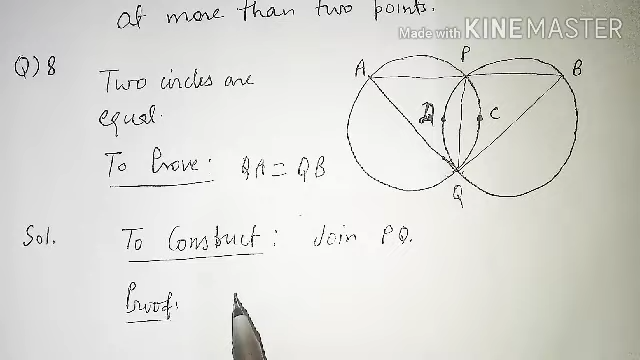 at more than two points.
Made with KINEMASTER
Q) 8
Two circles are
equal.
To Prove: QA = QB
A P B
D C
Q
Sol. To Construct: Join PQ.
Proof.